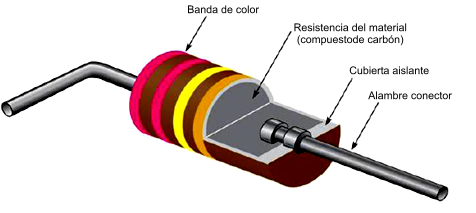 Banda de color
Resistencia del material
(compuestode carbón)
Cubierta aislante
Alambre conector